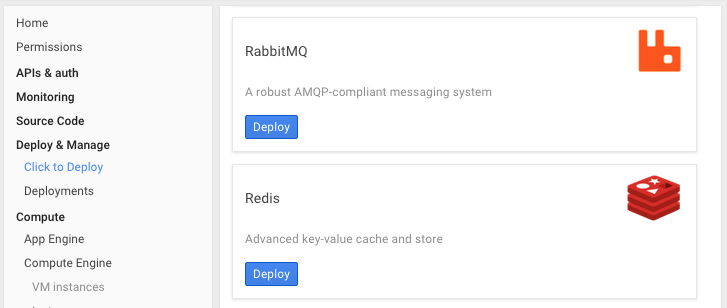 Home
Permissions
APIs & auth
Monitoring
Source Code
Deploy & Manage
Click to Deploy
Deployments
Compute
App Engine
Compute Engine
VM instances
RabbitMQ
A robust AMQP-compliant messaging system
Deploy
Redis
Advanced key-value cache and store
Deploy